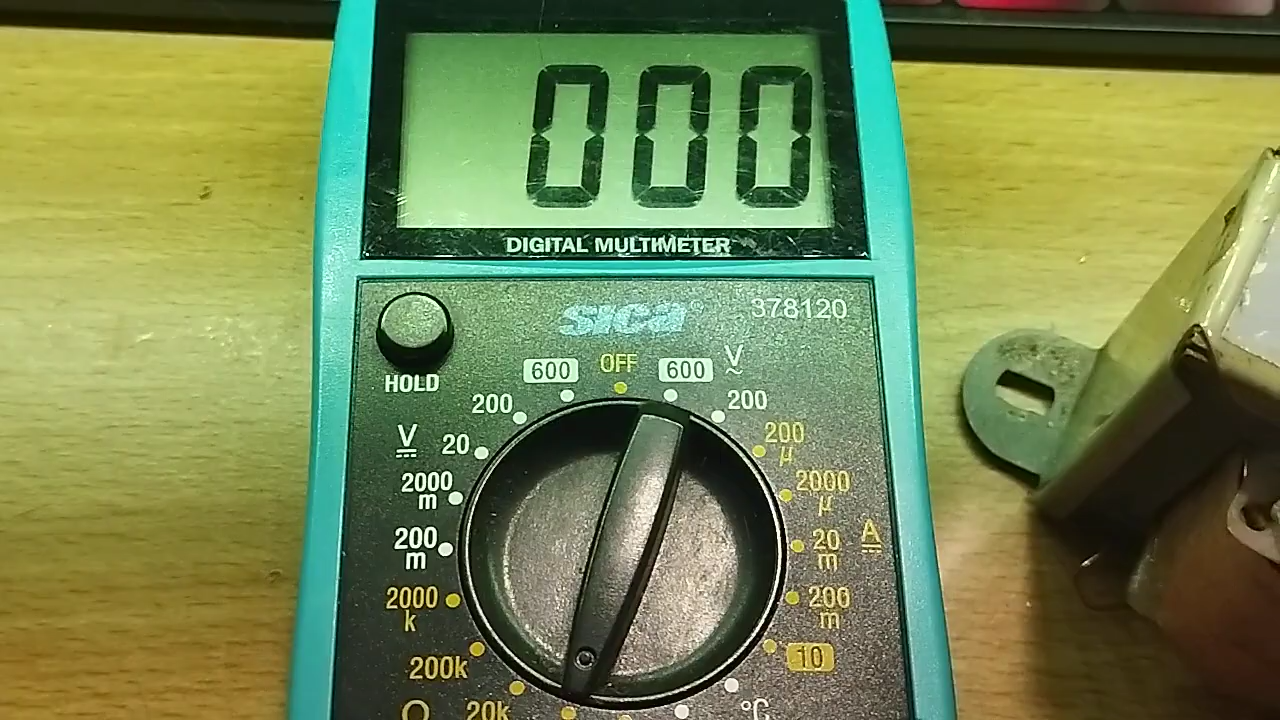 000
DIGITAL MULTIMETER
sica® 378120
HOLD
600 OFF 600 V~
200 200
V⎓ 20 200 µ
2000 m 2000 µ
200 m 20 m A⎓
2000 k 200 m
200k 10
Ω 20k °C